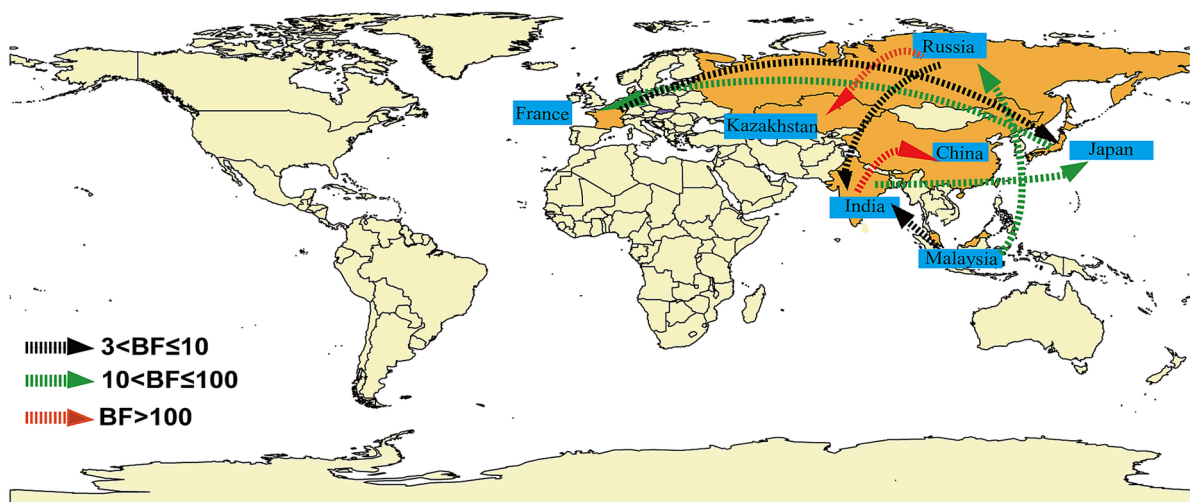 Russia
France
Kazakhstan
China
Japan
India
Malaysia
3<BF≤10
10<BF≤100
BF>100